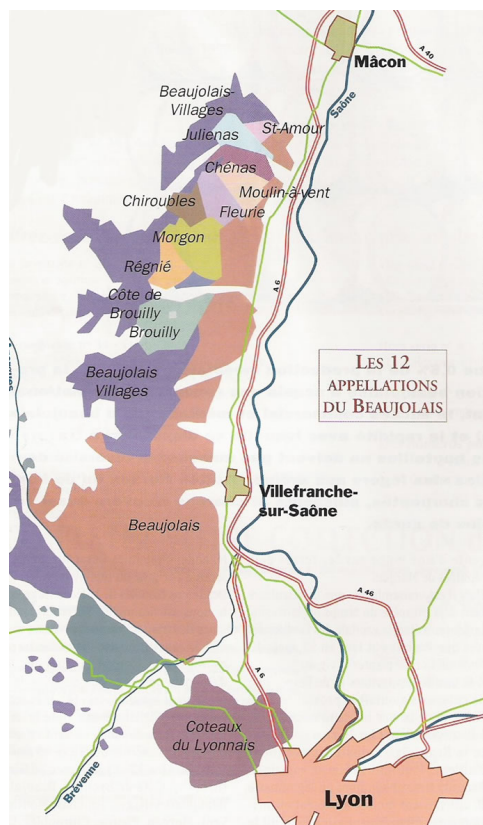 A 40
Mâcon
Saône
Beaujolais-
Villages
St-Amour
Julienas
Chénas
Moulin-à-vent
Chiroubles
Fleurie
Morgon
Régnié
A 6
Côte de
Brouilly
Brouilly
Beaujolais
Villages
LES 12
APPELLATIONS
DU BEAUJOLAIS
Villefranche-
sur-Saône
Beaujolais
A 46
A 6
Coteaux
du Lyonnais
Brévenne
Lyon